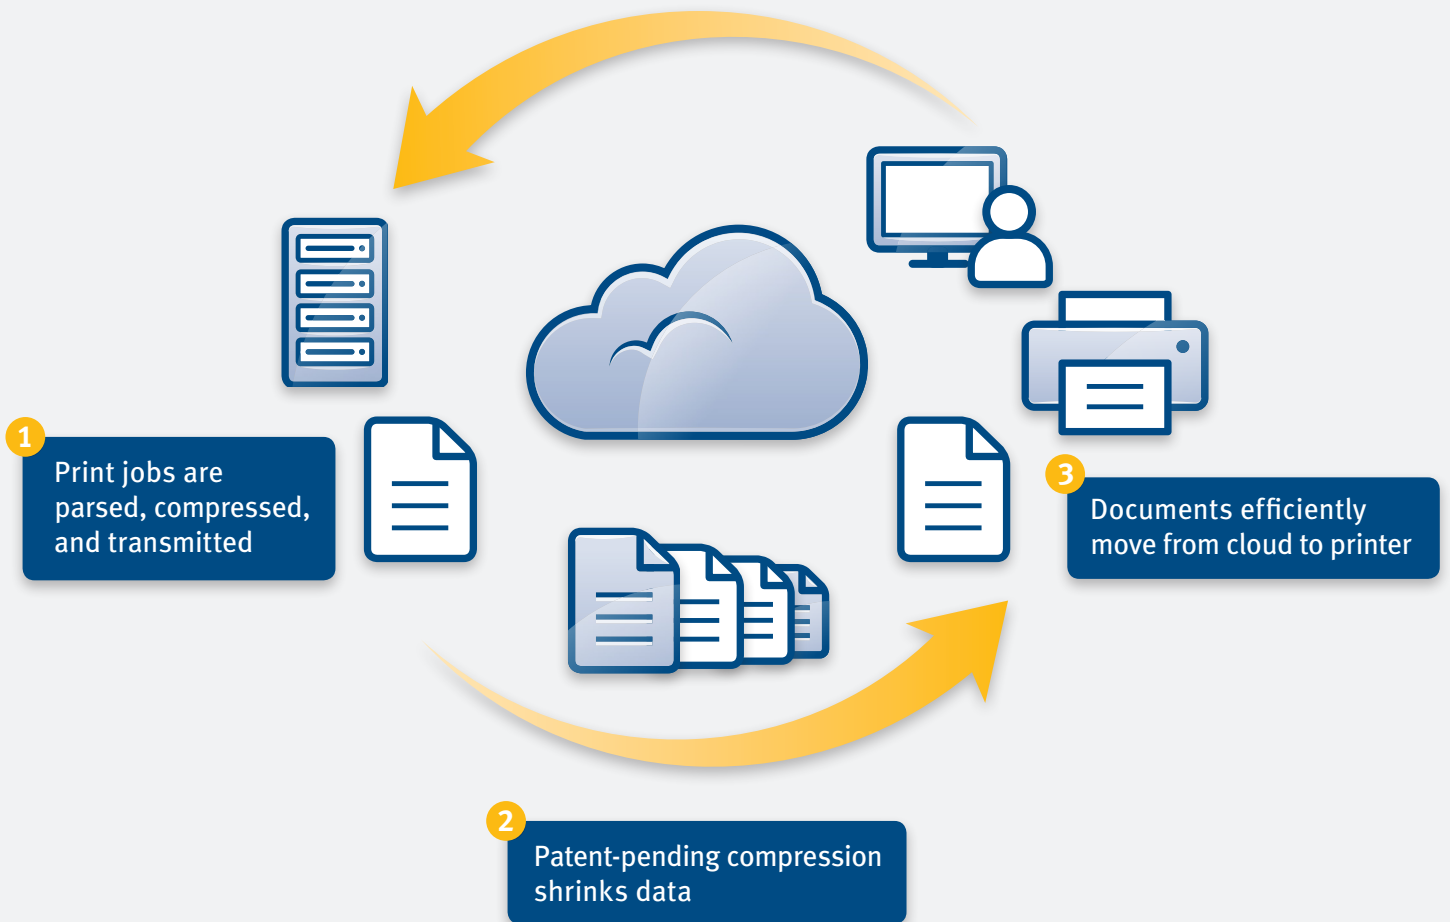 1
Print jobs are
parsed, compressed,
and transmitted
2
Patent-pending compression
shrinks data
3
Documents efficiently
move from cloud to printer